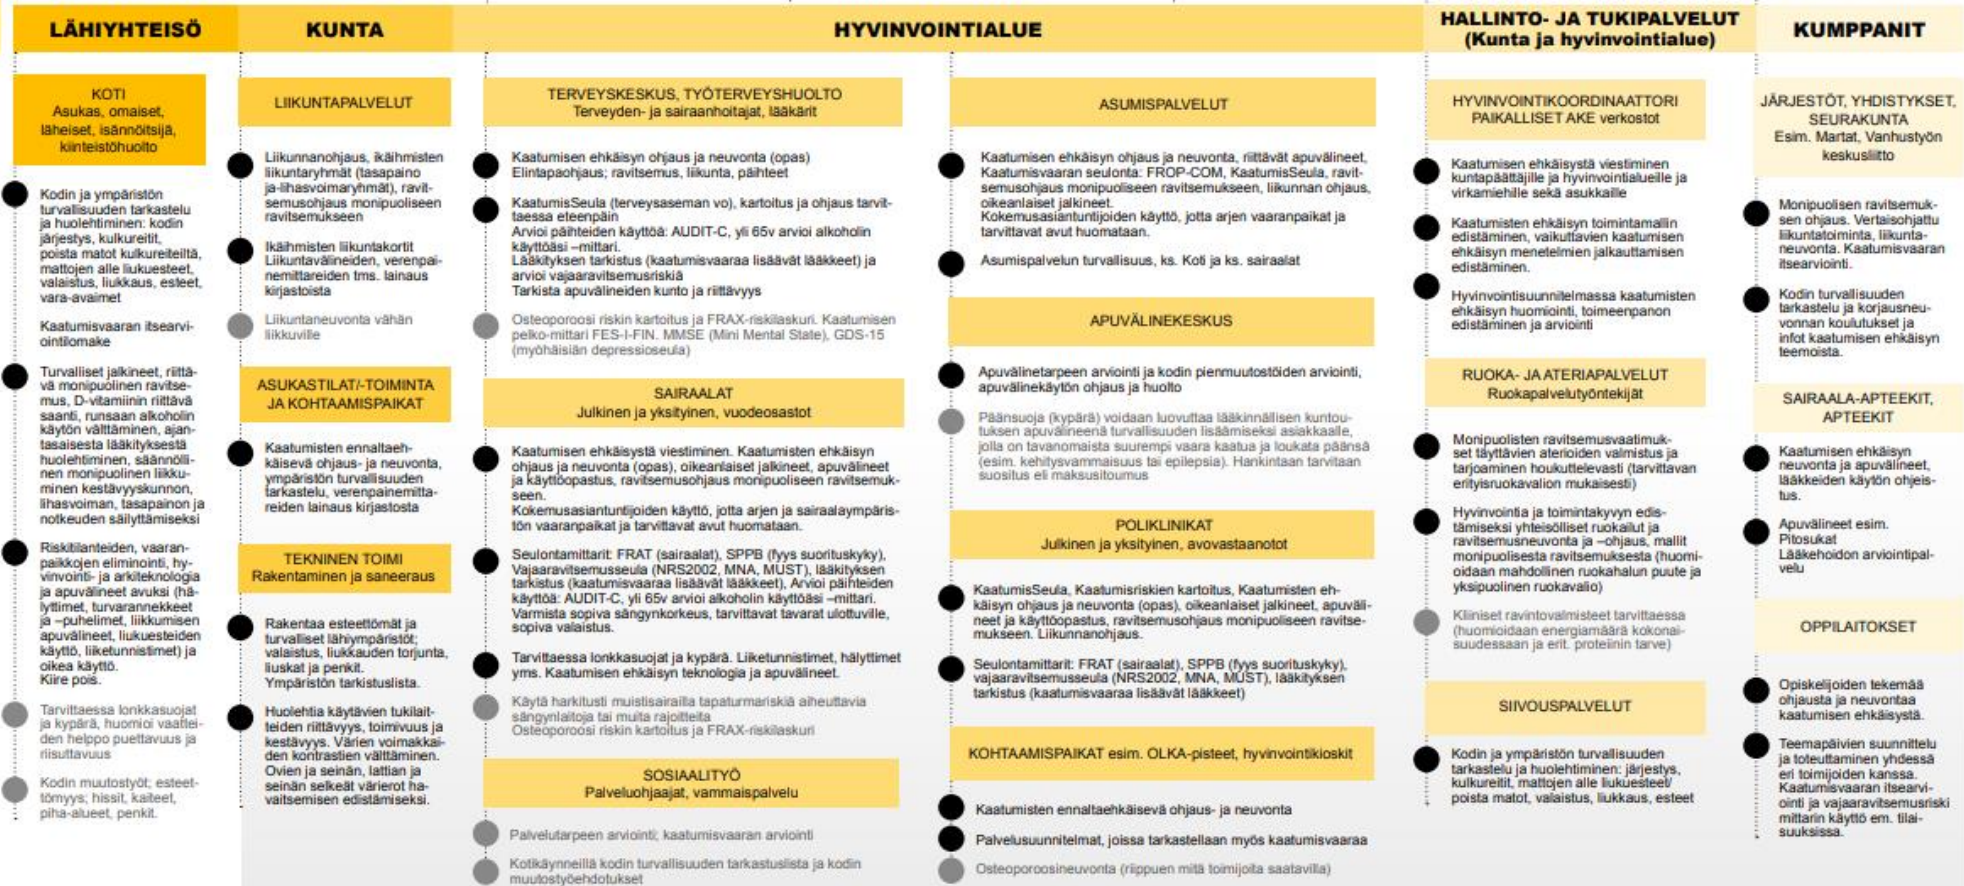 LÄHIYHTEISÖ
KOTI
Asukas, omaiset,
läheiset, isännöitsijä,
kiinteistöhuolto
Kodin ja ympäristön
turvallisuuden tarkastelu
ja huolehtiminen: kodin
järjestys, kulkureitit,
poista matot kulkureiteiltä,
mattojen alle liukuesteet,
valaistus, liukkaus, esteet,
vara-avaimet
Kaatumisvaaran itsearvi-
ointilomake
Turvalliset jalkineet, riittä-
vä monipuolinen ravitse-
mus, D-vitamiinin riittävä
saanti, runsaan alkoholin
käytön välttäminen, ajan-
tasaisesta lääkityksestä
huolehtiminen, säännölli-
nen monipuolinen liikku-
minen kestävyyskunnon,
lihasvoiman, tasapainon ja
notkeuden säilyttämiseksi
Riskitilanteiden, vaaran-
paikkojen eliminointi, hy-
vinvointi- ja arkiteknologia
ja apuvälineet avuksi (hä-
lyttimet, turvarannekkeet
ja –puhelimet, liikkumisen
apuvälineet, liukuesteiden
käyttö, liiketunnistimet) ja
oikea käyttö.
Kiire pois.
Tarvittaessa lonkkasuojat
ja kypärä, huomioi vaattei-
den helppo puettavuus ja
riisuttavuus
Kodin muutostyöt; esteet-
tömyys; hissit, kaiteet,
piha-alueet, penkit.
KUNTA
LIIKUNTAPALVELUT
Liikunnanohjaus, ikäihmisten
liikuntaryhmät (tasapaino
ja-lihasvoimaryhmät), ravit-
semusohjaus monipuoliseen
ravitsemukseen
Ikäihmisten liikuntakortit
Liikuntavälineiden, verenpai-
nemittareiden tms. lainaus
kirjastoista
Liikuntaneuvonta vähän
liikkuville
ASUKASTILAT/-TOIMINTA
JA KOHTAAMISPAIKAT
Kaatumisten ennaltaeh-
käisevä ohjaus- ja neuvonta,
ympäristön turvallisuuden
tarkastelu, verenpainemitta-
reiden lainaus kirjastosta
TEKNINEN TOIMI
Rakentaminen ja saneeraus
Rakentaa esteettömät ja
turvalliset lähiympäristöt;
valaistus, liukkauden torjunta,
liuskat ja penkit.
Ympäristön tarkistuslista.
Huolehtia käytävien tukilait-
teiden riittävyys, toimivuus ja
kestävyys. Värien voimakkai-
den kontrastien välttäminen.
Ovien ja seinän, lattian ja
seinän selkeät värierot ha-
vaitsemisen edistämiseksi.
HYVINVOINTIALUE
TERVEYSKESKUS, TYÖTERVEYSHUOLTO
Terveyden- ja sairaanhoitajat, lääkärit
Kaatumisen ehkäisyn ohjaus ja neuvonta (opas)
Elintapaohjaus; ravitsemus, liikunta, päihteet
KaatumisSeula (terveysaseman vo), kartoitus ja ohjaus tarvit-
taessa eteenpäin
Arvioi päihteiden käyttöä: AUDIT-C, yli 65v arvioi alkoholin
käyttöäsi –mittari.
Lääkityksen tarkistus (kaatumisvaaraa lisäävät lääkkeet) ja
arvioi vajaaravitsemusriskiä
Tarkista apuvälineiden kunto ja riittävyys
Osteoporoosi riskin kartoitus ja FRAX-riskilaskuri. Kaatumisen
pelko-mittari FES-I-FIN. MMSE (Mini Mental State), GDS-15
(myöhäisiän depressioseula)
SAIRAALAT
Julkinen ja yksityinen, vuodeosastot
Kaatumisen ehkäisystä viestiminen. Kaatumisten ehkäisyn
ohjaus ja neuvonta (opas), oikeanlaiset jalkineet, apuvälineet
ja käyttöopastus, ravitsemusohjaus monipuoliseen ravitsemuk-
seen.
Kokemusasiantuntijoiden käyttö, jotta arjen ja sairaalaympäris-
tön vaaranpaikat ja tarvittavat avut huomataan.
Seulontamittarit: FRAT (sairaalat), SPPB (fyys suorituskyky),
Vajaaravitsemusseula (NRS2002, MNA, MUST), lääkityksen
tarkistus (kaatumisvaaraa lisäävät lääkkeet), Arvioi päihteiden
käyttöä: AUDIT-C, yli 65v arvioi alkoholin käyttöäsi –mittari.
Varmista sopiva sängynkorkeus, tarvittavat tavarat ulottuville,
sopiva valaistus.
Tarvittaessa lonkkasuojat ja kypärä. Liiketunnistimet, hälyttimet
yms. Kaatumisen ehkäisyn teknologia ja apuvälineet.
Käytä harkitusti muistisairailla tapaturmariskiä aiheuttavia
sängynlaitoja tai muita rajoitteita
Osteoporoosi riskin kartoitus ja FRAX-riskilaskuri
SOSIAALITYÖ
Palveluohjaajat, vammaispalvelu
Palvelutarpeen arviointi; kaatumisvaaran arviointi
Kotikäynneillä kodin turvallisuuden tarkastuslista ja kodin
muutostyöehdotukset
ASUMISPALVELUT
Kaatumisen ehkäisyn ohjaus ja neuvonta, riittävät apuvälineet,
Kaatumisvaaran seulonta: FROP-COM, KaatumisSeula, ravit-
semusohjaus monipuoliseen ravitsemukseen, liikunnan ohjaus,
oikeanlaiset jalkineet.
Kokemusasiantuntijoiden käyttö, jotta arjen vaaranpaikat ja
tarvittavat avut huomataan.
Asumispalvelun turvallisuus, ks. Koti ja ks. sairaalat
APUVÄLINEKESKUS
Apuvälinetarpeen arviointi ja kodin pienmuutostöiden arviointi,
apuvälinekäytön ohjaus ja huolto
Päänsuoja (kypärä) voidaan luovuttaa lääkinnällisen kuntou-
tuksen apuvälineenä turvallisuuden lisäämiseksi asiakkaalle,
jolla on tavanomaista suurempi vaara kaatua ja loukata päänsä
(esim. kehitysvammaisuus tai epilepsia). Hankintaan tarvitaan
suositus eli maksusitoumus
POLIKLINIKAT
Julkinen ja yksityinen, avovastaanotot
KaatumisSeula, Kaatumisriskien kartoitus, Kaatumisten eh-
käisyn ohjaus ja neuvonta (opas), oikeanlaiset jalkineet, apuväli-
neet ja käyttöopastus, ravitsemusohjaus monipuoliseen ravitse-
mukseen. Liikunnanohjaus.
Seulontamittarit: FRAT (sairaalat), SPPB (fyys suorituskyky),
vajaaravitsemusseula (NRS2002, MNA, MUST), lääkityksen
tarkistus (kaatumisvaaraa lisäävät lääkkeet)
KOHTAAMISPAIKAT esim. OLKA-pisteet, hyvinvointikioskit
Kaatumisten ennaltaehkäisevä ohjaus- ja neuvonta
Palvelusuunnitelmat, joissa tarkastellaan myös kaatumisvaaraa
Osteoporoosineuvonta (riippuen mitä toimijoita saatavilla)
HALLINTO- JA TUKIPALVELUT
(Kunta ja hyvinvointialue)
HYVINVOINTIKOORDINAATTORI
PAIKALLISET AKE verkostot
Kaatumisen ehkäisystä viestiminen
kuntapäättäjille ja hyvinvointialueille ja
virkamiehille sekä asukkaille
Kaatumisten ehkäisyn toimintamallin
edistäminen, vaikuttavien kaatumisen
ehkäisyn menetelmien jalkauttamisen
edistäminen.
Hyvinvointisuunnitelmassa kaatumisten
ehkäisyn huomiointi, toimeenpanon
edistäminen ja arviointi
RUOKA- JA ATERIAPALVELUT
Ruokapalvelutyöntekijät
Monipuolisten ravitsemusvaatimuk-
set täyttävien aterioiden valmistus ja
tarjoaminen houkuttelevasti (tarvittavan
erityisruokavalion mukaisesti)
Hyvinvointia ja toimintakyvyn edis-
tämiseksi yhteisölliset ruokailut ja
ravitsemusneuvonta ja –ohjaus, mallit
monipuolisesta ravitsemuksesta (huomi-
oidaan mahdollinen ruokahalun puute ja
yksipuolinen ruokavalio)
Kliiniset ravintovalmisteet tarvittaessa
(huomioidaan energiamäärä kokonai-
suudessaan ja erit. proteiinin tarve)
SIIVOUSPALVELUT
Kodin ja ympäristön turvallisuuden
tarkastelu ja huolehtiminen: järjestys,
kulkureitit, mattojen alle liukuesteet/
poista matot, valaistus, liukkaus, esteet
KUMPPANIT
JÄRJESTÖT, YHDISTYKSET,
SEURAKUNTA
Esim. Martat, Vanhustyön
keskusliitto
Monipuolisen ravitsemuk-
sen ohjaus. Vertaisohjattu
liikuntatoiminta, liikunta-
neuvonta. Kaatumisvaaran
itsearviointi.
Kodin turvallisuuden
tarkastelu ja korjausneu-
vonnan koulutukset ja
infot kaatumisen ehkäisyn
teemoista.
SAIRAALA-APTEEKIT,
APTEEKIT
Kaatumisen ehkäisyn
neuvonta ja apuvälineet,
lääkkeiden käytön ohjeis-
tus.
Apuvälineet esim.
Pitosukat
Lääkehoidon arviointipal-
velu
OPPILAITOKSET
Opiskelijoiden tekemää
ohjausta ja neuvontaa
kaatumisen ehkäisystä.
Teemapäivien suunnittelu
ja toteuttaminen yhdessä
eri toimijoiden kanssa.
Kaatumisvaaran itsearvi-
ointi ja vajaaravitsemusriski
mittarin käyttö em. tilai-
suuksissa.